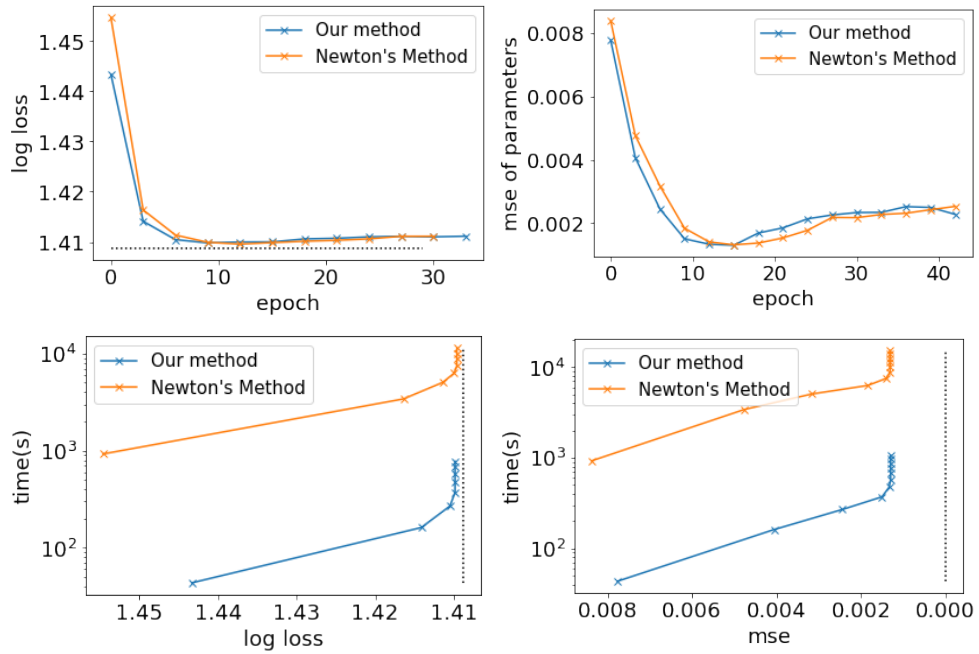 1.45
1.44
1.43
1.42
1.41
log loss
0 10 20 30
epoch
Our method
Newton's Method
0.008
0.006
0.004
0.002
mse of parameters
0 10 20 30 40
epoch
Our method
Newton's Method
10^4
10^3
10^2
time(s)
1.45 1.44 1.43 1.42 1.41
log loss
Our method
Newton's Method
10^4
10^3
10^2
time(s)
0.008 0.006 0.004 0.002 0.000
mse
Our method
Newton's Method